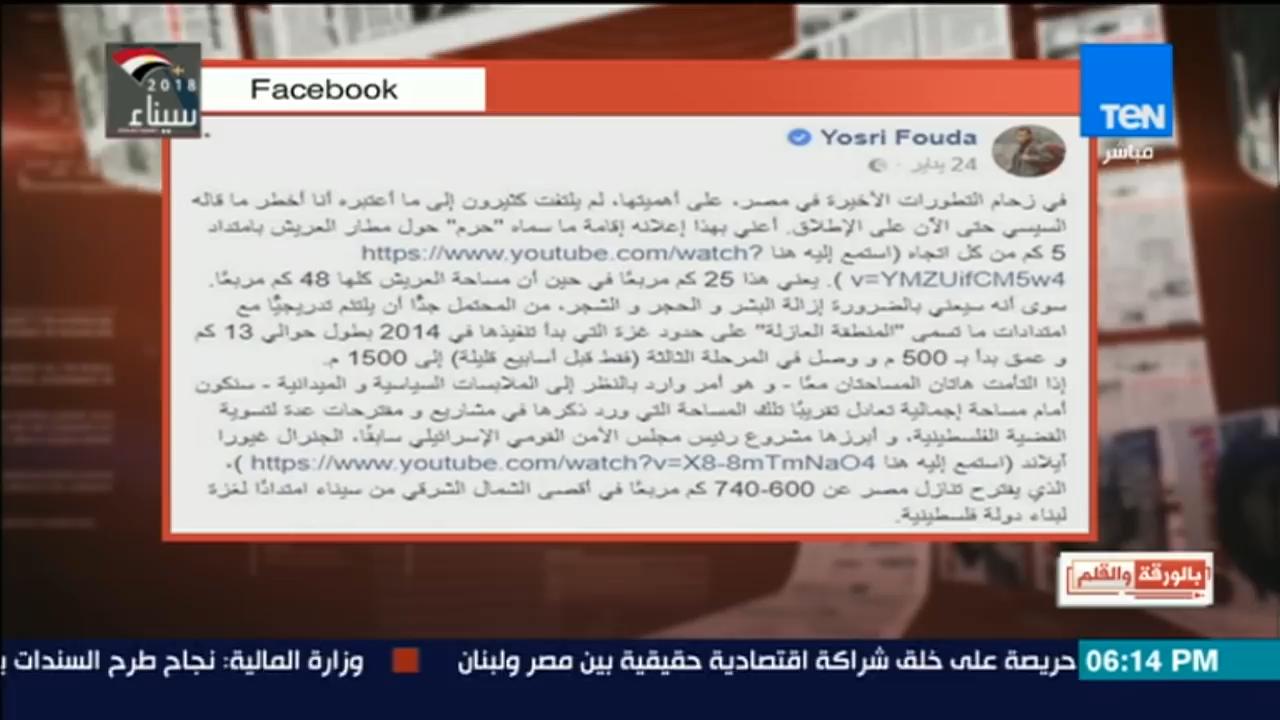 2018
سيناء
Facebook
TEN
مباشر
Yosri Fouda
24 يناير ·
في زحام التطورات الأخيرة في مصر، على أهميتها، لم يلتفت كثيرون إلى ما أعتبره أنا أخطر ما قاله
السيسي حتى الآن على الإطلاق. أعني بهذا إعلانه إقامة ما سماه "حرم" حول مطار العريش بامتداد
5 كم من كل اتجاه (استمع إليه هنا https://www.youtube.com/watch?
v=YMZUifCM5w4 ). يعني هذا 25 كم مربعًا في حين أن مساحة العريش كلها 48 كم مربعًا.
سوى أنه سيعني بالضرورة إزالة البشر و الحجر و الشجر، من المحتمل جدًّا أن يلتئم تدريجيًّا مع
امتدادات ما تسمى "المنطقة العازلة" على حدود غزة التي بدأ تنفيذها في 2014 بطول حوالي 13 كم
و عمق بدأ بـ 500 م و وصل في المرحلة الثالثة (فقط قبل أسابيع قليلة) إلى 1500 م.
إذا التأمت هاتان المساحتان معًا - و هو أمر وارد بالنظر إلى الملابسات السياسية و الميدانية - سنكون
أمام مساحة إجمالية تعادل تقريبًا تلك المساحة التي ورد ذكرها في مشاريع و مقترحات عدة لتسوية
القضية الفلسطينية، و أبرزها مشروع رئيس مجلس الأمن القومي الإسرائيلي سابقًا، الجنرال غيورا
أيلاند (استمع إليه هنا https://www.youtube.com/watch?v=X8-8mTmNaO4 )،
الذي يقترح تنازل مصر عن 600-740 كم مربعًا في أقصى الشمال الشرقي من سيناء امتدادًا لغزة
لبناء دولة فلسطينية.
بالورقة والقلم
06:14 PM
حريصة على خلق شراكة اقتصادية حقيقية بين مصر ولبنان
وزارة المالية: نجاح طرح السندات